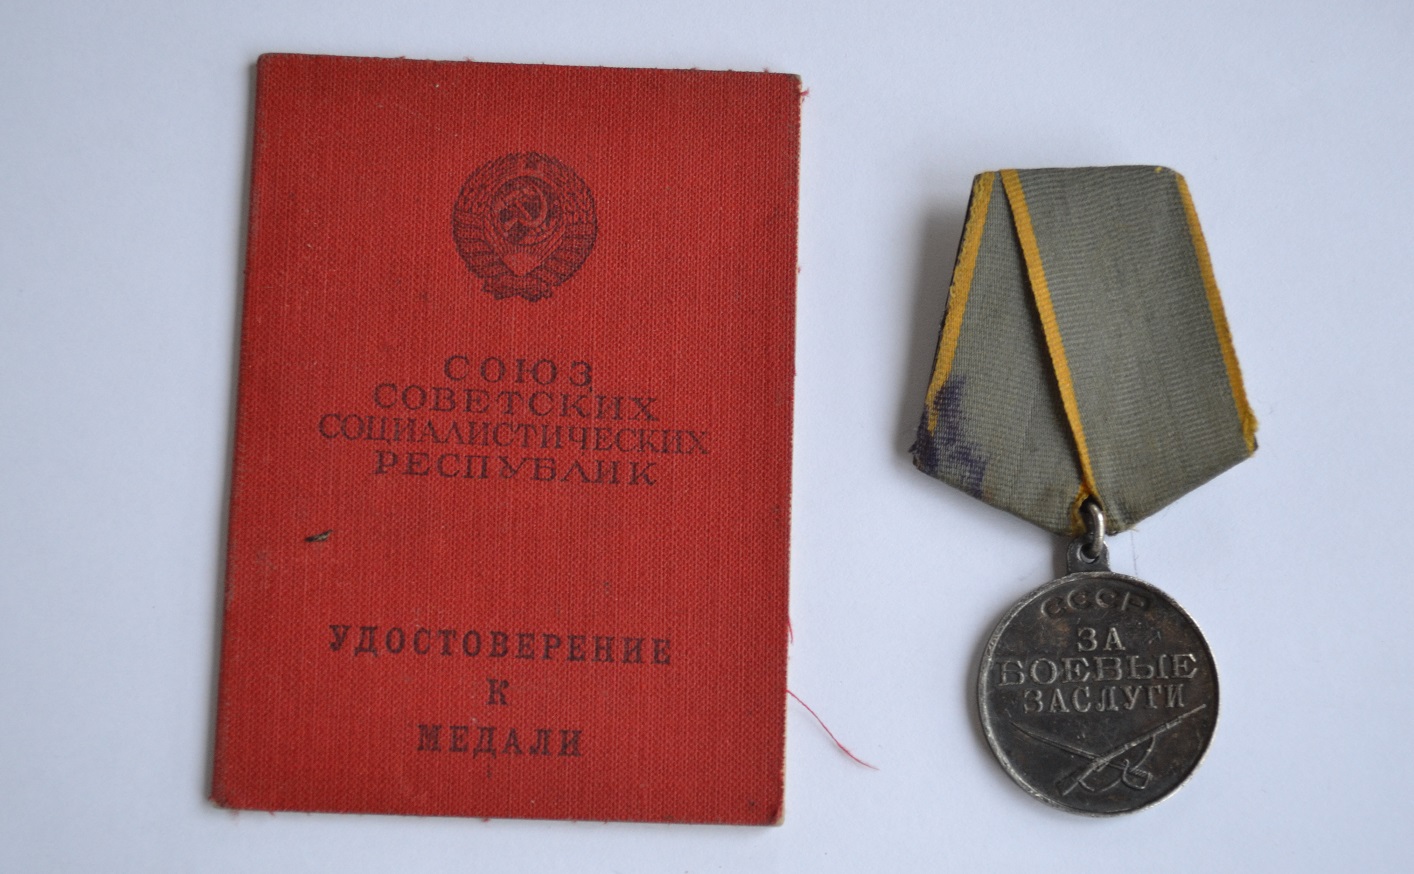 СОЮЗ
СОВЕТСКИХ
СОЦИАЛИСТИЧЕСКИХ
РЕСПУБЛИК
УДОСТОВЕРЕНИЕ
К
МЕДАЛИ
СССР
ЗА
БОЕВЫЕ
ЗАСЛУГИ